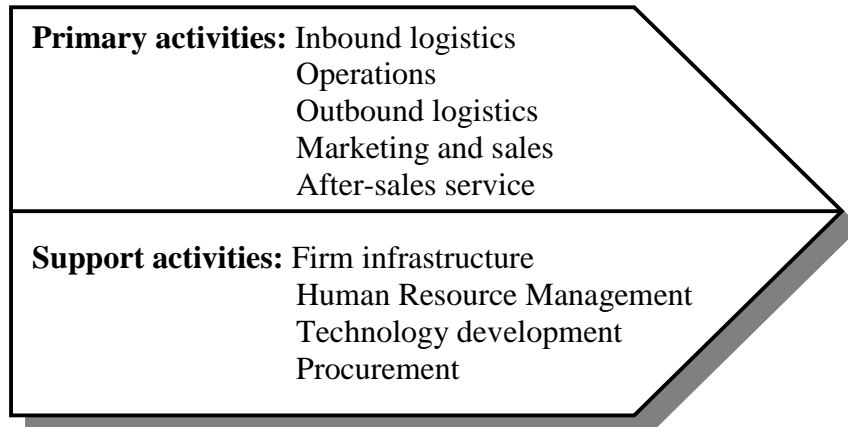 Primary activities: Inbound logistics
Operations
Outbound logistics
Marketing and sales
After-sales service
Support activities: Firm infrastructure
Human Resource Management
Technology development
Procurement